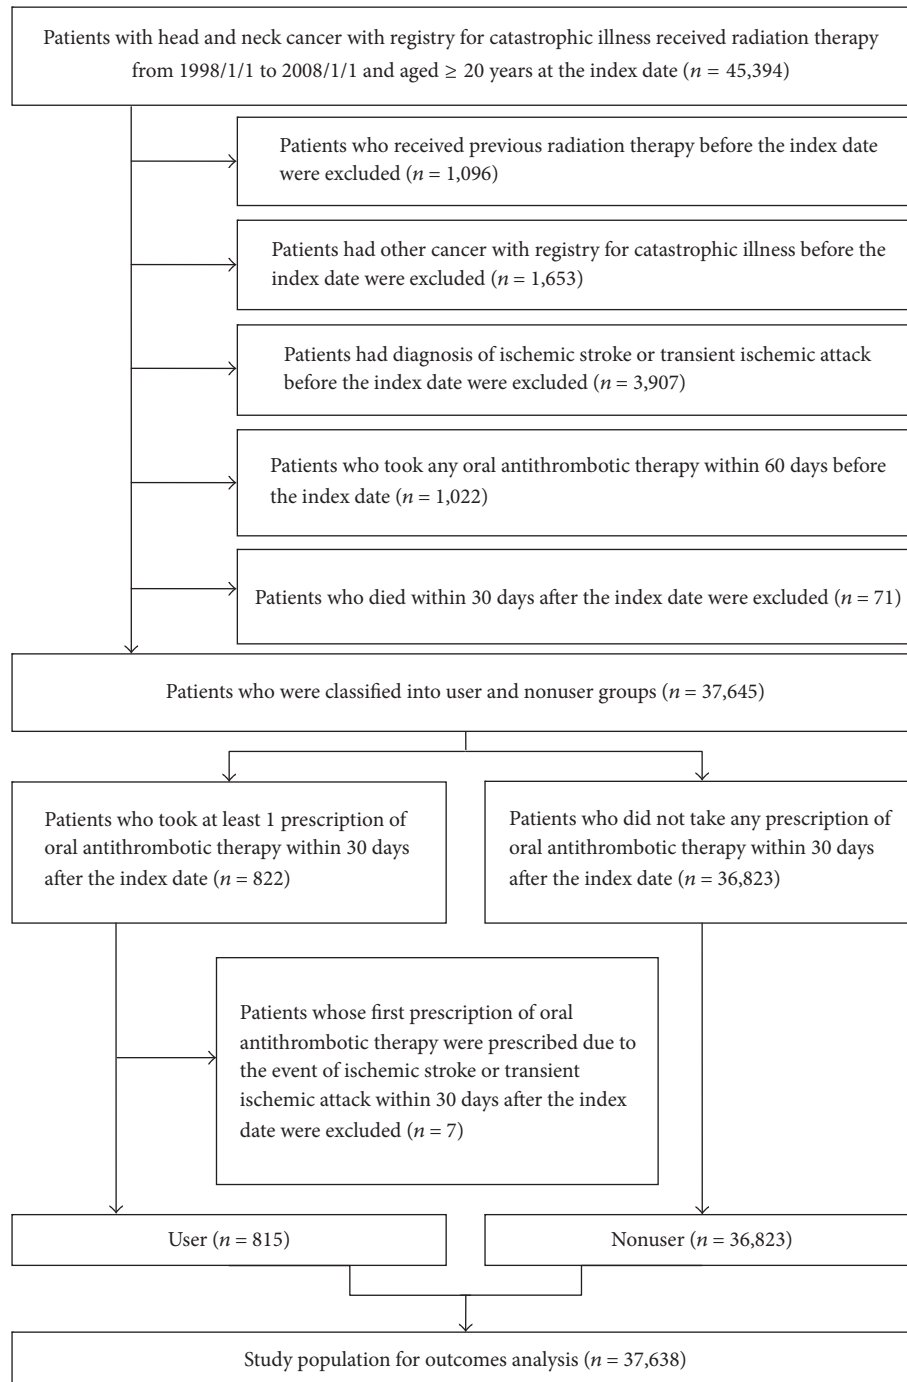 Patients with head and neck cancer with registry for catastrophic illness received radiation therapy
from 1998/1/1 to 2008/1/1 and aged ≥ 20 years at the index date (n = 45,394)
Patients who received previous radiation therapy before the index date
were excluded (n = 1,096)
Patients had other cancer with registry for catastrophic illness before the
index date were excluded (n = 1,653)
Patients had diagnosis of ischemic stroke or transient ischemic attack
before the index date were excluded (n = 3,907)
Patients who took any oral antithrombotic therapy within 60 days before
the index date (n = 1,022)
Patients who died within 30 days after the index date were excluded (n = 71)
Patients who were classified into user and nonuser groups (n = 37,645)
Patients who took at least 1 prescription of
oral antithrombotic therapy within 30 days
after the index date (n = 822)
Patients who did not take any prescription of
oral antithrombotic therapy within 30 days
after the index date (n = 36,823)
Patients whose first prescription of oral
antithrombotic therapy were prescribed due to
the event of ischemic stroke or transient
ischemic attack within 30 days after the index
date were excluded (n = 7)
User (n = 815)
Nonuser (n = 36,823)
Study population for outcomes analysis (n = 37,638)